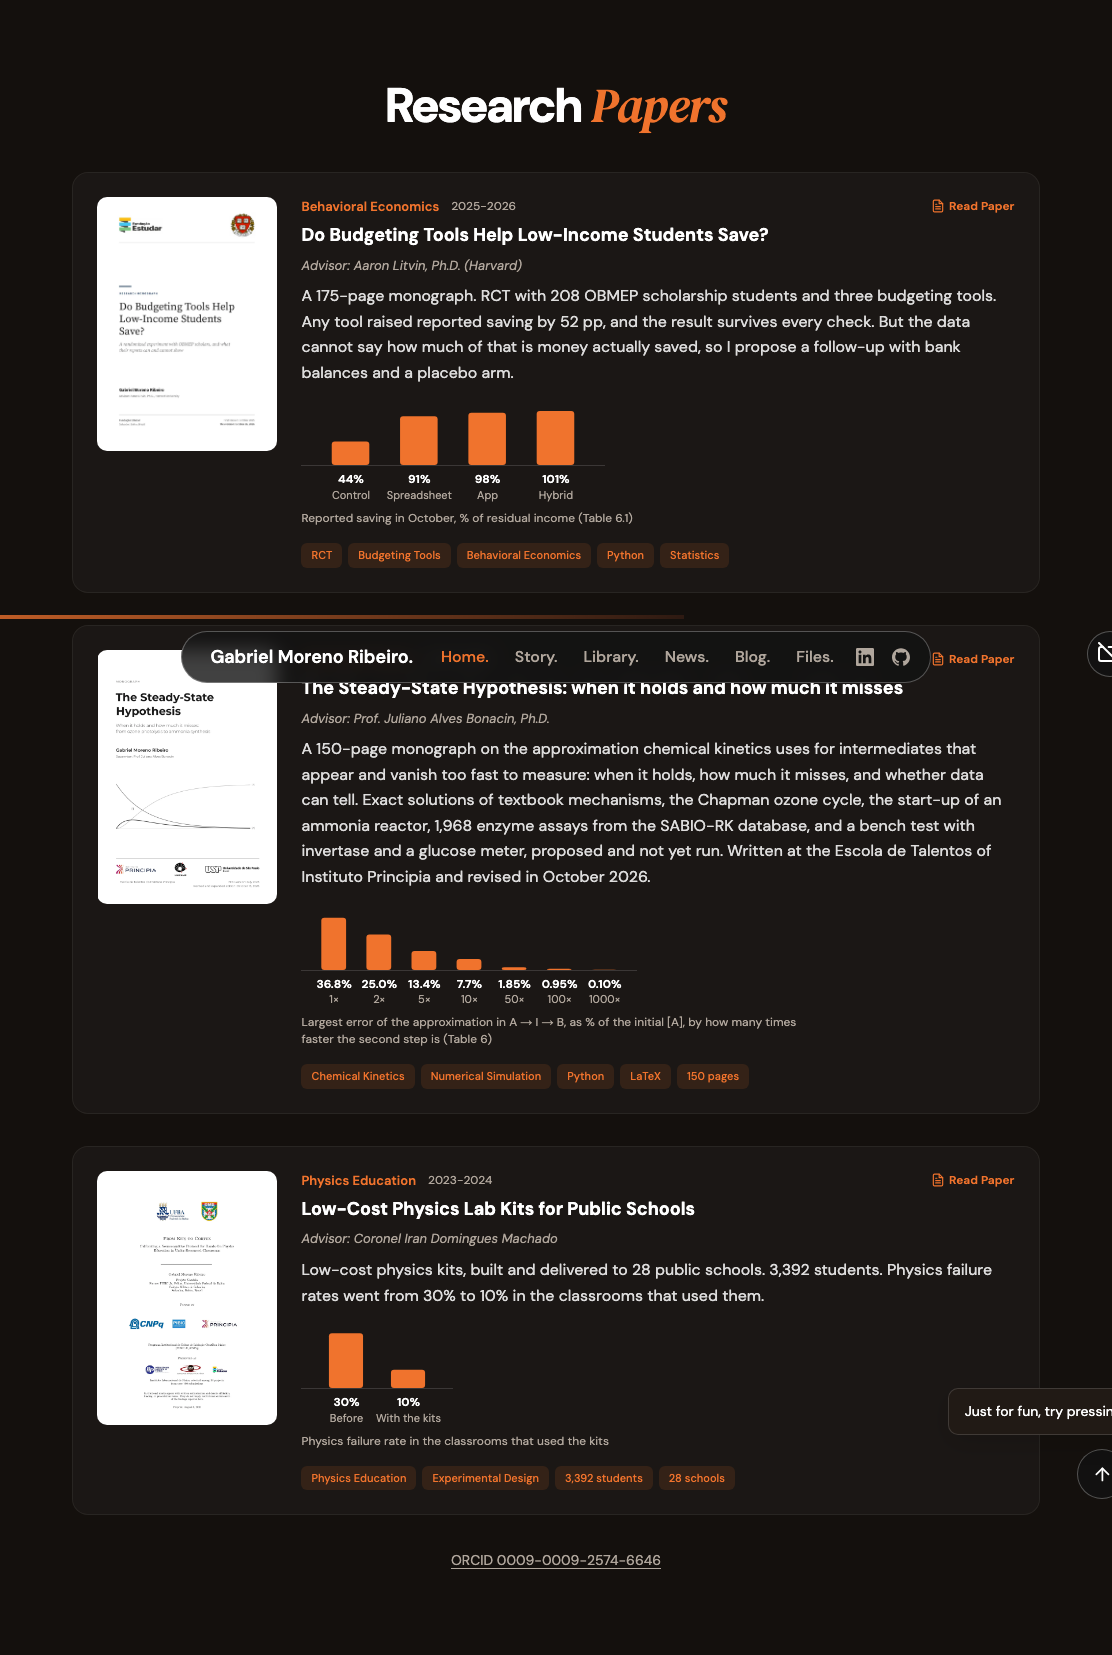 Research Papers
Fundação
Estudar
Do Budgeting Tools Help
Low-Income Students
Save?
Gabriel Moreno Ribeiro
Behavioral Economics 2025-2026
Read Paper
Do Budgeting Tools Help Low-Income Students Save?
Advisor: Aaron Litvin, Ph.D. (Harvard)
A 175-page monograph. RCT with 208 OBMEP scholarship students and three budgeting tools.
Any tool raised reported saving by 52 pp, and the result survives every check. But the data
cannot say how much of that is money actually saved, so I propose a follow-up with bank
balances and a placebo arm.
44% 91% 98% 101%
Control Spreadsheet App Hybrid
Reported saving in October, % of residual income (Table 6.1)
RCT Budgeting Tools Behavioral Economics Python Statistics
Gabriel Moreno Ribeiro. Home. Story. Library. News. Blog. Files.
Read Paper
The Steady-State
Hypothesis
Gabriel Moreno Ribeiro
PRINCIPIA
USP
The Steady-State Hypothesis: when it holds and how much it misses
Advisor: Prof. Juliano Alves Bonacin, Ph.D.
A 150-page monograph on the approximation chemical kinetics uses for intermediates that
appear and vanish too fast to measure: when it holds, how much it misses, and whether data
can tell. Exact solutions of textbook mechanisms, the Chapman ozone cycle, the start-up of an
ammonia reactor, 1,968 enzyme assays from the SABIO-RK database, and a bench test with
invertase and a glucose meter, proposed and not yet run. Written at the Escola de Talentos of
Instituto Principia and revised in October 2026.
36.8% 25.0% 13.4% 7.7% 1.85% 0.95% 0.10%
1× 2× 5× 10× 50× 100× 1000×
Largest error of the approximation in A → I → B, as % of the initial [A], by how many times
faster the second step is (Table 6)
Chemical Kinetics Numerical Simulation Python LaTeX 150 pages
UFBA
From Kits to Cortex
CNPq
PRINCIPIA
Physics Education 2023-2024
Read Paper
Low-Cost Physics Lab Kits for Public Schools
Advisor: Coronel Iran Domingues Machado
Low-cost physics kits, built and delivered to 28 public schools. 3,392 students. Physics failure
rates went from 30% to 10% in the classrooms that used them.
30% 10%
Before With the kits
Physics failure rate in the classrooms that used the kits
Physics Education Experimental Design 3,392 students 28 schools
Just for fun, try pressin
ORCID 0009-0009-2574-6646